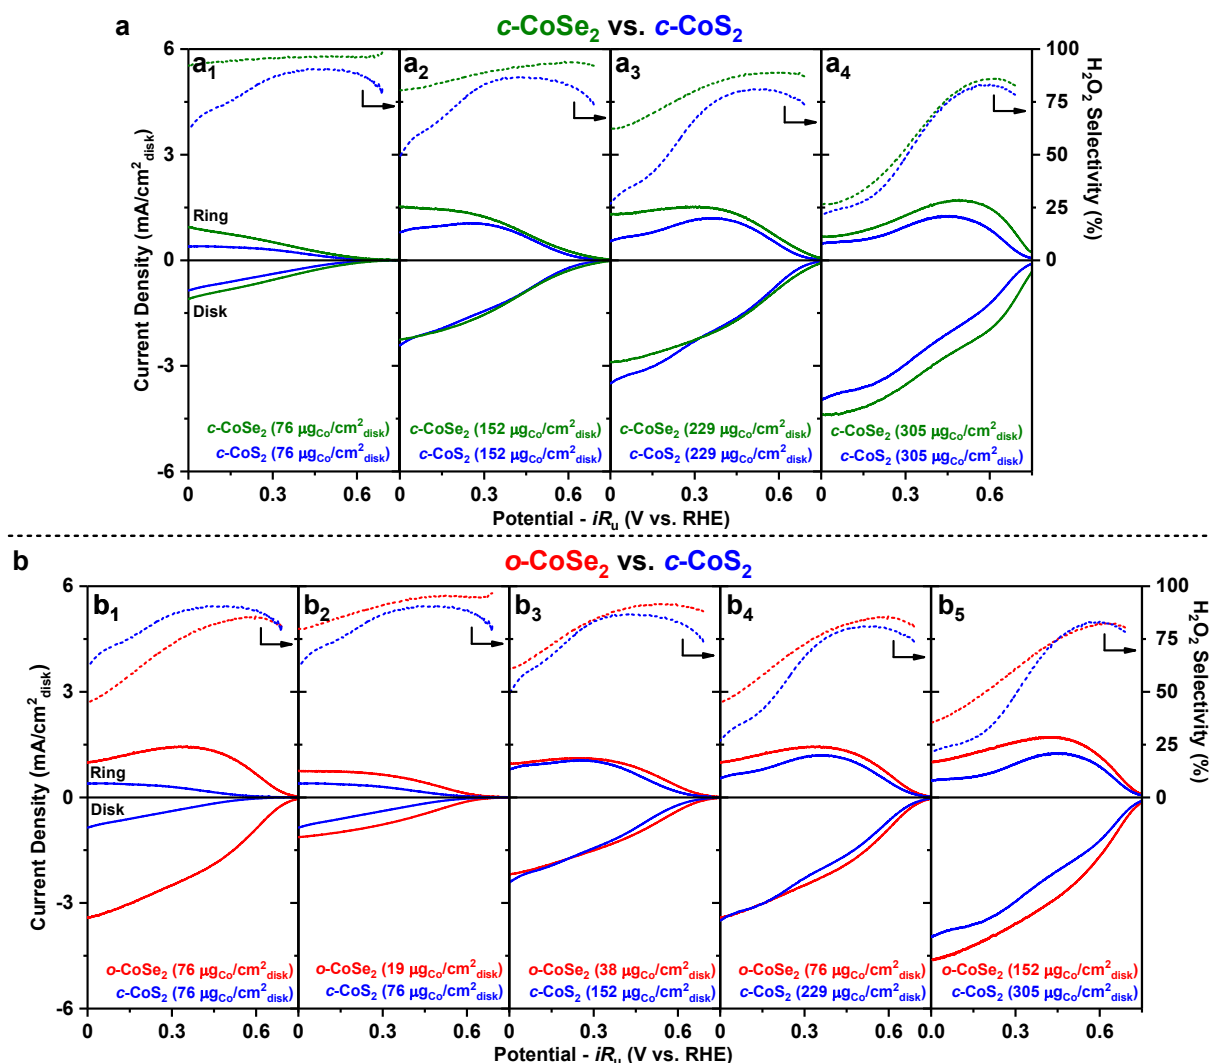 a
c-CoSe2 vs. c-CoS2
6
3
0
-3
-6
Current Density (mA/cm2disk)
a1
a2
a3
a4
100
75
50
25
0
H2O2 Selectivity (%)
Ring
Disk
c-CoSe2 (76 µgCo/cm2disk)
c-CoS2 (76 µgCo/cm2disk)
c-CoSe2 (152 µgCo/cm2disk)
c-CoS2 (152 µgCo/cm2disk)
c-CoSe2 (229 µgCo/cm2disk)
c-CoS2 (229 µgCo/cm2disk)
c-CoSe2 (305 µgCo/cm2disk)
c-CoS2 (305 µgCo/cm2disk)
0 0.3 0.6 0 0.3 0.6 0 0.3 0.6 0 0.3 0.6
Potential - iRu (V vs. RHE)
b
o-CoSe2 vs. c-CoS2
6
3
0
-3
-6
Current Density (mA/cm2disk)
b1
b2
b3
b4
b5
100
75
50
25
0
H2O2 Selectivity (%)
Ring
Disk
o-CoSe2 (76 µgCo/cm2disk)
c-CoS2 (76 µgCo/cm2disk)
o-CoSe2 (19 µgCo/cm2disk)
c-CoS2 (76 µgCo/cm2disk)
o-CoSe2 (38 µgCo/cm2disk)
c-CoS2 (152 µgCo/cm2disk)
o-CoSe2 (76 µgCo/cm2disk)
c-CoS2 (229 µgCo/cm2disk)
o-CoSe2 (152 µgCo/cm2disk)
c-CoS2 (305 µgCo/cm2disk)
0 0.3 0.6 0 0.3 0.6 0 0.3 0.6 0 0.3 0.6 0 0.3 0.6
Potential - iRu (V vs. RHE)